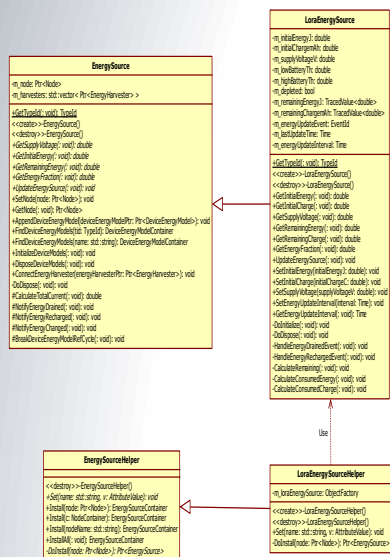 EnergySource
-m_node: Ptr<Node>
-m_harvesters: std::vector< Ptr<EnergyHarvester> >
+GetTypeId(: void): TypeId
<<create>>-EnergySource()
<<destroy>>-EnergySource()
+GetSupplyVoltage(: void): double
+GetInitialEnergy(: void): double
+GetRemainingEnergy(: void): double
+GetEnergyFraction(: void): double
+UpdateEnergySource(: void): void
+SetNode(node: Ptr<Node>): void
+GetNode(: void): Ptr<Node>
+AppendDeviceEnergyModel(deviceEnergyModelPtr: Ptr<DeviceEnergyModel>): void
+FindDeviceEnergyModels(tid: TypeId): DeviceEnergyModelContainer
+FindDeviceEnergyModels(name: std::string): DeviceEnergyModelContainer
+InitializeDeviceModels(: void): void
+DisposeDeviceModels(: void): void
+ConnectEnergyHarvester(energyHarvesterPtr: Ptr<EnergyHarvester>): void
-DoDispose(: void): void
#CalculateTotalCurrent(: void): double
#NotifyEnergyDrained(: void): void
#NotifyEnergyRecharged(: void): void
#NotifyEnergyChanged(: void): void
#BreakDeviceEnergyModelRefCycle(: void): void
LoraEnergySource
-m_initialEnergyJ: double
-m_initialChargemAh: double
-m_supplyVoltageV: double
-m_lowBatteryTh: double
-m_highBatteryTh: double
-m_depleted: bool
-m_remainingEnergyJ: TracedValue<double>
-m_remainingChargemAh: TracedValue<double>
-m_energyUpdateEvent: EventId
-m_lastUpdateTime: Time
-m_energyUpdateInterval: Time
+GetTypeId(: void): TypeId
<<create>>-LoraEnergySource()
<<destroy>>-LoraEnergySource()
+GetInitialEnergy(: void): double
+GetInitialCharge(: void): double
+GetSupplyVoltage(: void): double
+GetRemainingEnergy(: void): double
+GetRemainingCharge(: void): double
+GetEnergyFraction(: void): double
+UpdateEnergySource(: void): void
+SetInitialEnergy(initialEnergyJ: double): void
+SetInitialCharge(initialChargeC: double): void
+SetSupplyVoltage(supplyVoltageV: double): void
+SetEnergyUpdateInterval(interval: Time): void
+GetEnergyUpdateInterval(: void): Time
-DoInitialize(: void): void
-DoDispose(: void): void
-HandleEnergyDrainedEvent(: void): void
-HandleEnergyRechargedEvent(: void): void
-CalculateRemaining(: void): void
-CalculateConsumedEnergy(: void): void
-CalculateConsumedCharge(: void): void
Use
EnergySourceHelper
<<destroy>>-EnergySourceHelper()
+Set(name: std::string, v: AttributeValue): void
+Install(node: Ptr<Node>): EnergySourceContainer
+Install(c: NodeContainer): EnergySourceContainer
+Install(nodeName: std::string): EnergySourceContainer
+InstallAll(: void): EnergySourceContainer
-DoInstall(node: Ptr<Node>): Ptr<EnergySource>
LoraEnergySourceHelper
-m_loraEnergySource: ObjectFactory
<<create>>-LoraEnergySourceHelper()
<<destroy>>-LoraEnergySourceHelper()
+Set(name: std::string, v: AttributeValue): void
-DoInstall(node: Ptr<Node>): Ptr<EnergySource>